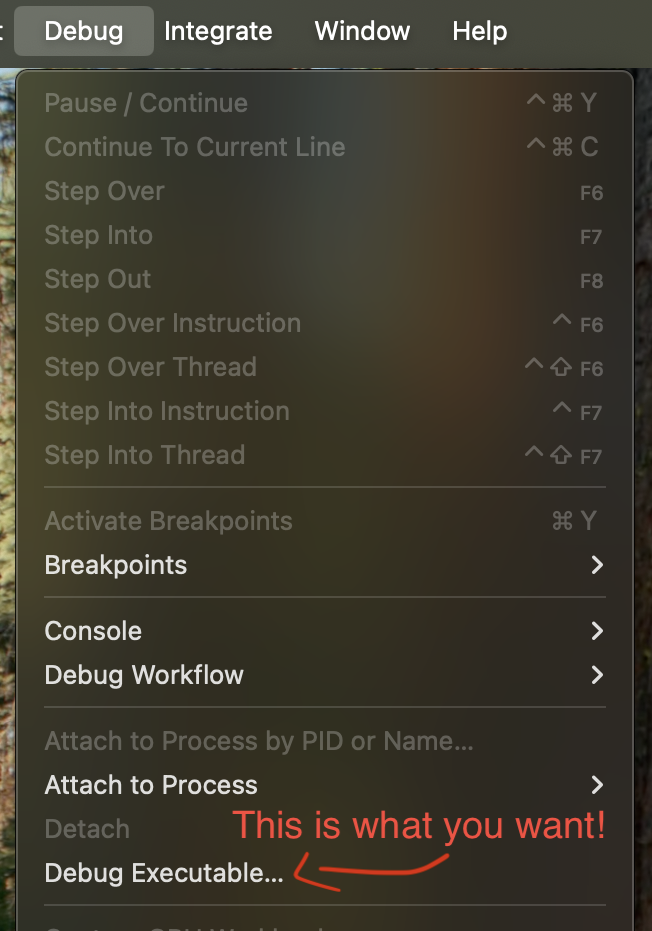 Debug Integrate Window Help
Pause / Continue ^ ⌘ Y
Continue To Current Line ^ ⌘ C
Step Over F6
Step Into F7
Step Out F8
Step Over Instruction ^ F6
Step Over Thread ^ ⇧ F6
Step Into Instruction ^ F7
Step Into Thread ^ ⇧ F7
Activate Breakpoints ⌘ Y
Breakpoints >
Console >
Debug Workflow >
Attach to Process by PID or Name...
Attach to Process >
Detach
This is what you want!
Debug Executable...